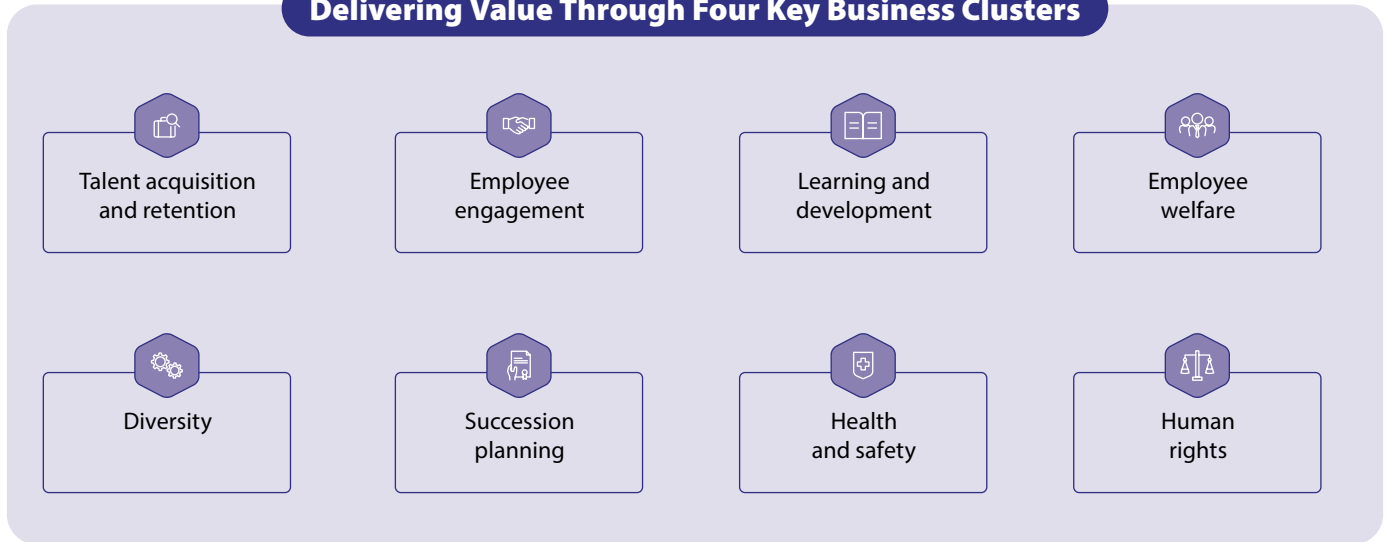 Delivering Value Through Four Key Business Clusters
Talent acquisition
and retention
Employee
engagement
Learning and
development
Employee
welfare
Diversity
Succession
planning
Health
and safety
Human
rights